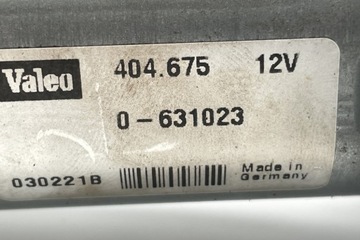 Valeo 404.675 12V
0-631023
030221B Made in
Germany